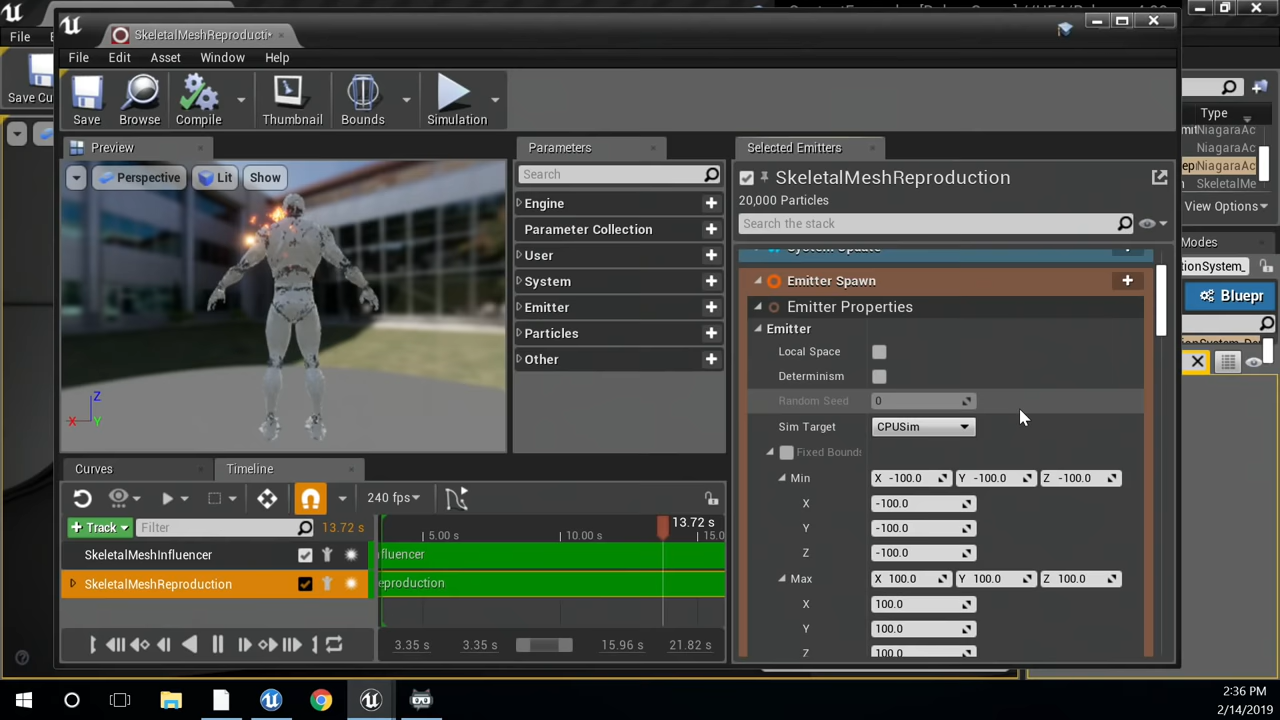 File
Save Cu
SkeletalMeshReproducti*
File Edit Asset Window Help
Save
Browse
Compile
Thumbnail
Bounds
Simulation
Preview
Perspective
Lit
Show
Z
X
Y
Parameters
Search
Engine
Parameter Collection
User
System
Emitter
Particles
Other
Selected Emitters
SkeletalMeshReproduction
20,000 Particles
Search the stack
System Update
Emitter Spawn
Emitter Properties
Emitter
Local Space
Determinism
Random Seed 0
Sim Target CPUSim
Fixed Bounds
Min X -100.0 Y -100.0 Z -100.0
X -100.0
Y -100.0
Z -100.0
Max X 100.0 Y 100.0 Z 100.0
X 100.0
Y 100.0
Z 100.0
Curves
Timeline
240 fps
Track
Filter
13.72 s
13.72 s
5.00 s
10.00 s
15.0
SkeletalMeshInfluencer
nfluencer
SkeletalMeshReproduction
eproduction
3.35 s
3.35 s
15.96 s
21.82 s
Type
NiagaraAc
NiagaraAc
NiagaraAc
SkeletalMe
View Options
Modes
tionSystem_
Bluepr
2:36 PM
2/14/2019